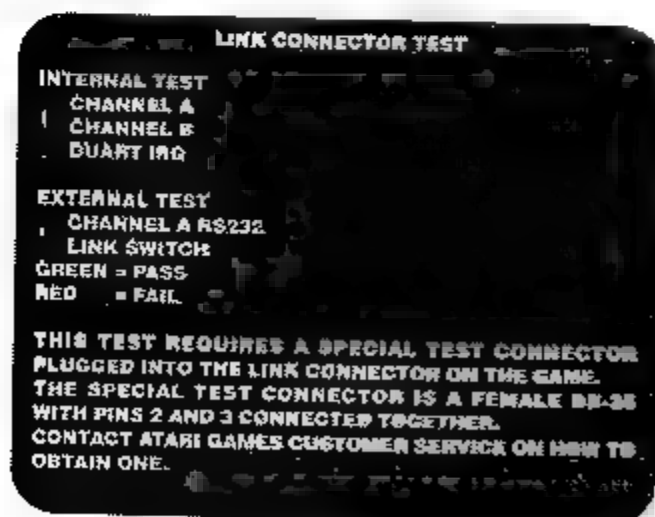 LINK CONNECTOR TEST
INTERNAL TEST
CHANNEL A
CHANNEL B
DUART IRQ
EXTERNAL TEST
CHANNEL A RS232
LINK SWITCH
GREEN = PASS
RED = FAIL
THIS TEST REQUIRES A SPECIAL TEST CONNECTOR
PLUGGED INTO THE LINK CONNECTOR ON THE GAME.
THE SPECIAL TEST CONNECTOR IS A FEMALE
WITH PINS 2 AND 3 CONNECTED TOGETHER.
CONTACT ATARI GAMES CUSTOMER SERVICE ON HOW TO
OBTAIN ONE.